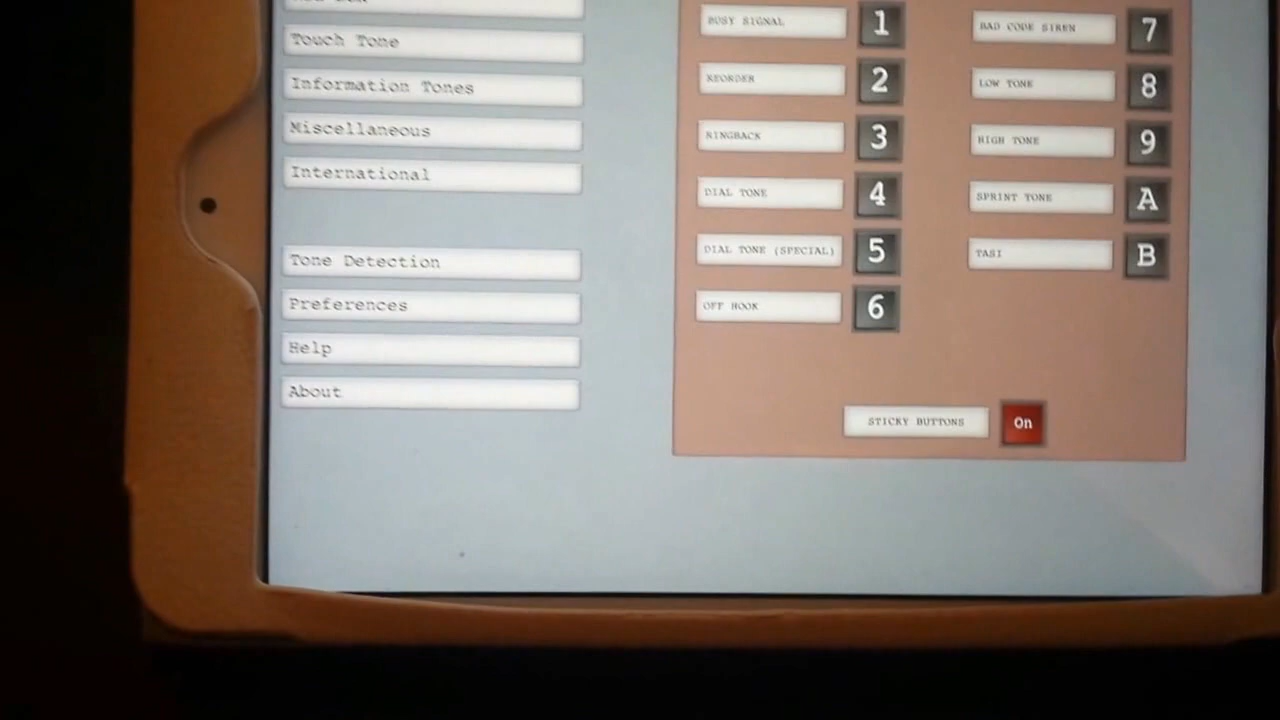 Touch Tone
Information Tones
Miscellaneous
International
Tone Detection
Preferences
Help
About
BUSY SIGNAL 1
REORDER 2
RINGBACK 3
DIAL TONE 4
DIAL TONE (SPECIAL) 5
OFF HOOK 6
BAD CODE SIREN 7
LOW TONE 8
HIGH TONE 9
SPRINT TONE A
TASI B
STICKY BUTTONS On